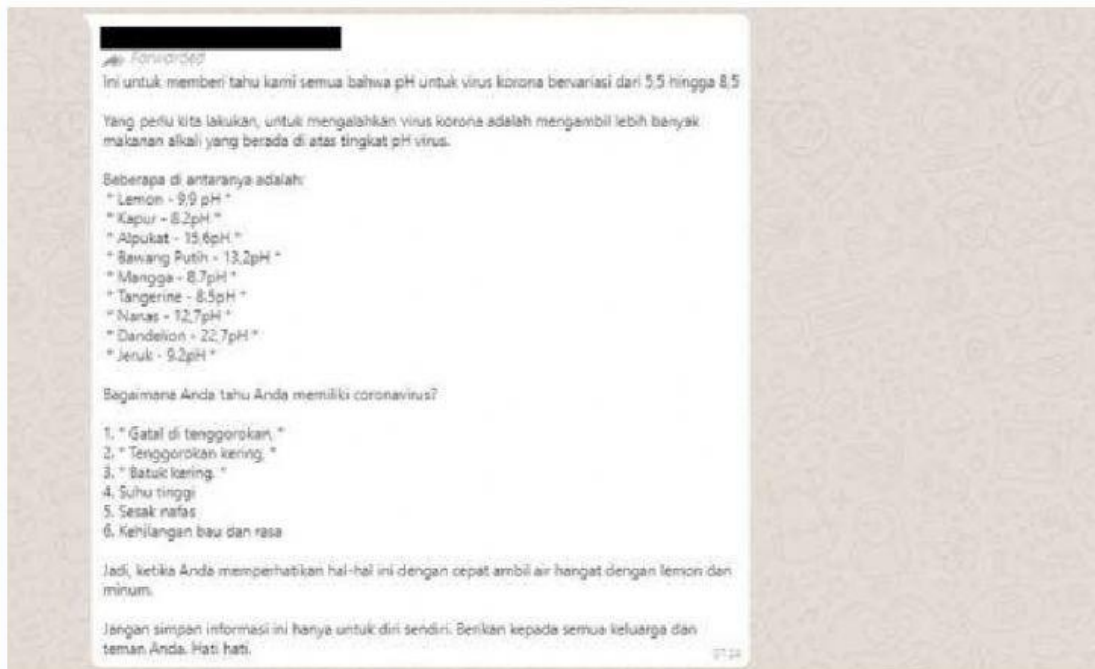 Forwarded
Ini untuk memberi tahu kami semua bahwa pH untuk virus korona bervariasi dari 5,5 hingga 8,5
Yang perlu kita lakukan, untuk mengalahkan virus korona adalah mengambil lebih banyak
makanan alkali yang berada di atas tingkat pH virus.
Beberapa di antaranya adalah:
* Lemon - 9,9 pH *
* Kapur - 8.2pH *
* Alpukat - 15,6pH *
* Bawang Putih - 13,2pH *
* Mangga - 8.7pH *
* Tangerine - 8.5pH *
* Nanas - 12,7pH *
* Dandelion - 22,7pH *
* Jeruk - 9.2pH *
Bagaimana Anda tahu Anda memiliki coronavirus?
1. * Gatal di tenggorokan, *
2. * Tenggorokan kering, *
3. * Batuk kering. *
4. Suhu tinggi
5. Sesak nafas
6. Kehilangan bau dan rasa
Jadi, ketika Anda memperhatikan hal-hal ini dengan cepat ambil air hangat dengan lemon dan
minum.
Jangan simpan informasi ini hanya untuk diri sendiri. Berikan kepada semua keluarga dan
teman Anda. Hati hati.